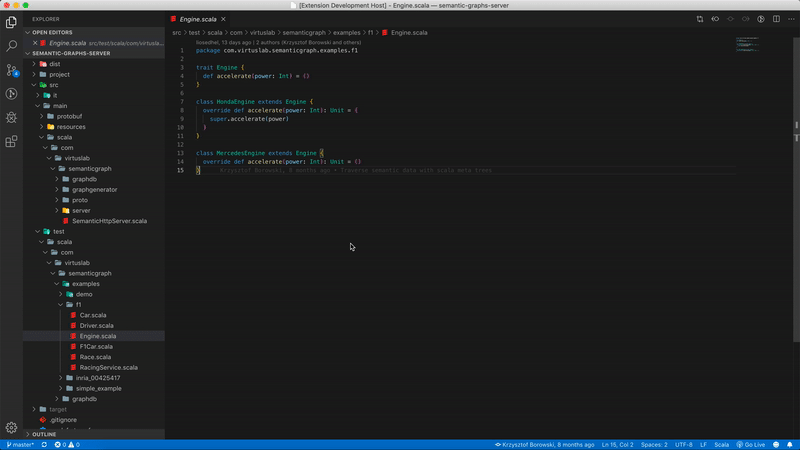 [Extension Development Host] - Engine.scala — semantic-graphs-server
EXPLORER
OPEN EDITORS
Engine.scala src/test/scala/com/virtuslab...
SEMANTIC-GRAPHS-SERVER
dist
project
src
it
main
protobuf
resources
scala
com
virtuslab
semanticgraph
graphdb
graphgenerator
proto
server
SemanticHttpServer.scala
test
scala
com
virtuslab
semanticgraph
examples
demo
f1
Car.scala
Driver.scala
Engine.scala
F1Car.scala
Race.scala
RacingService.scala
inria_00425417
simple_example
graphdb
target
.gitignore
OUTLINE
4
Engine.scala
src > test > scala > com > virtuslab > semanticgraph > examples > f1 > Engine.scala
liosedhel, 13 days ago | 2 authors (Krzysztof Borowski and others)
1 package com.virtuslab.semanticgraph.examples.f1
2
3 trait Engine {
4 def accelerate(power: Int) = ()
5 }
6
7 class HondaEngine extends Engine {
8 override def accelerate(power: Int): Unit = {
9 super.accelerate(power)
10 }
11 }
12
13 class MercedesEngine extends Engine {
14 override def accelerate(power: Int): Unit = ()
15 } Krzysztof Borowski, 8 months ago • Traverse semantic data with scala meta trees
master* 0 0 Krzysztof Borowski, 8 months ago Ln 15, Col 2 Spaces: 2 UTF-8 LF Scala Go Live